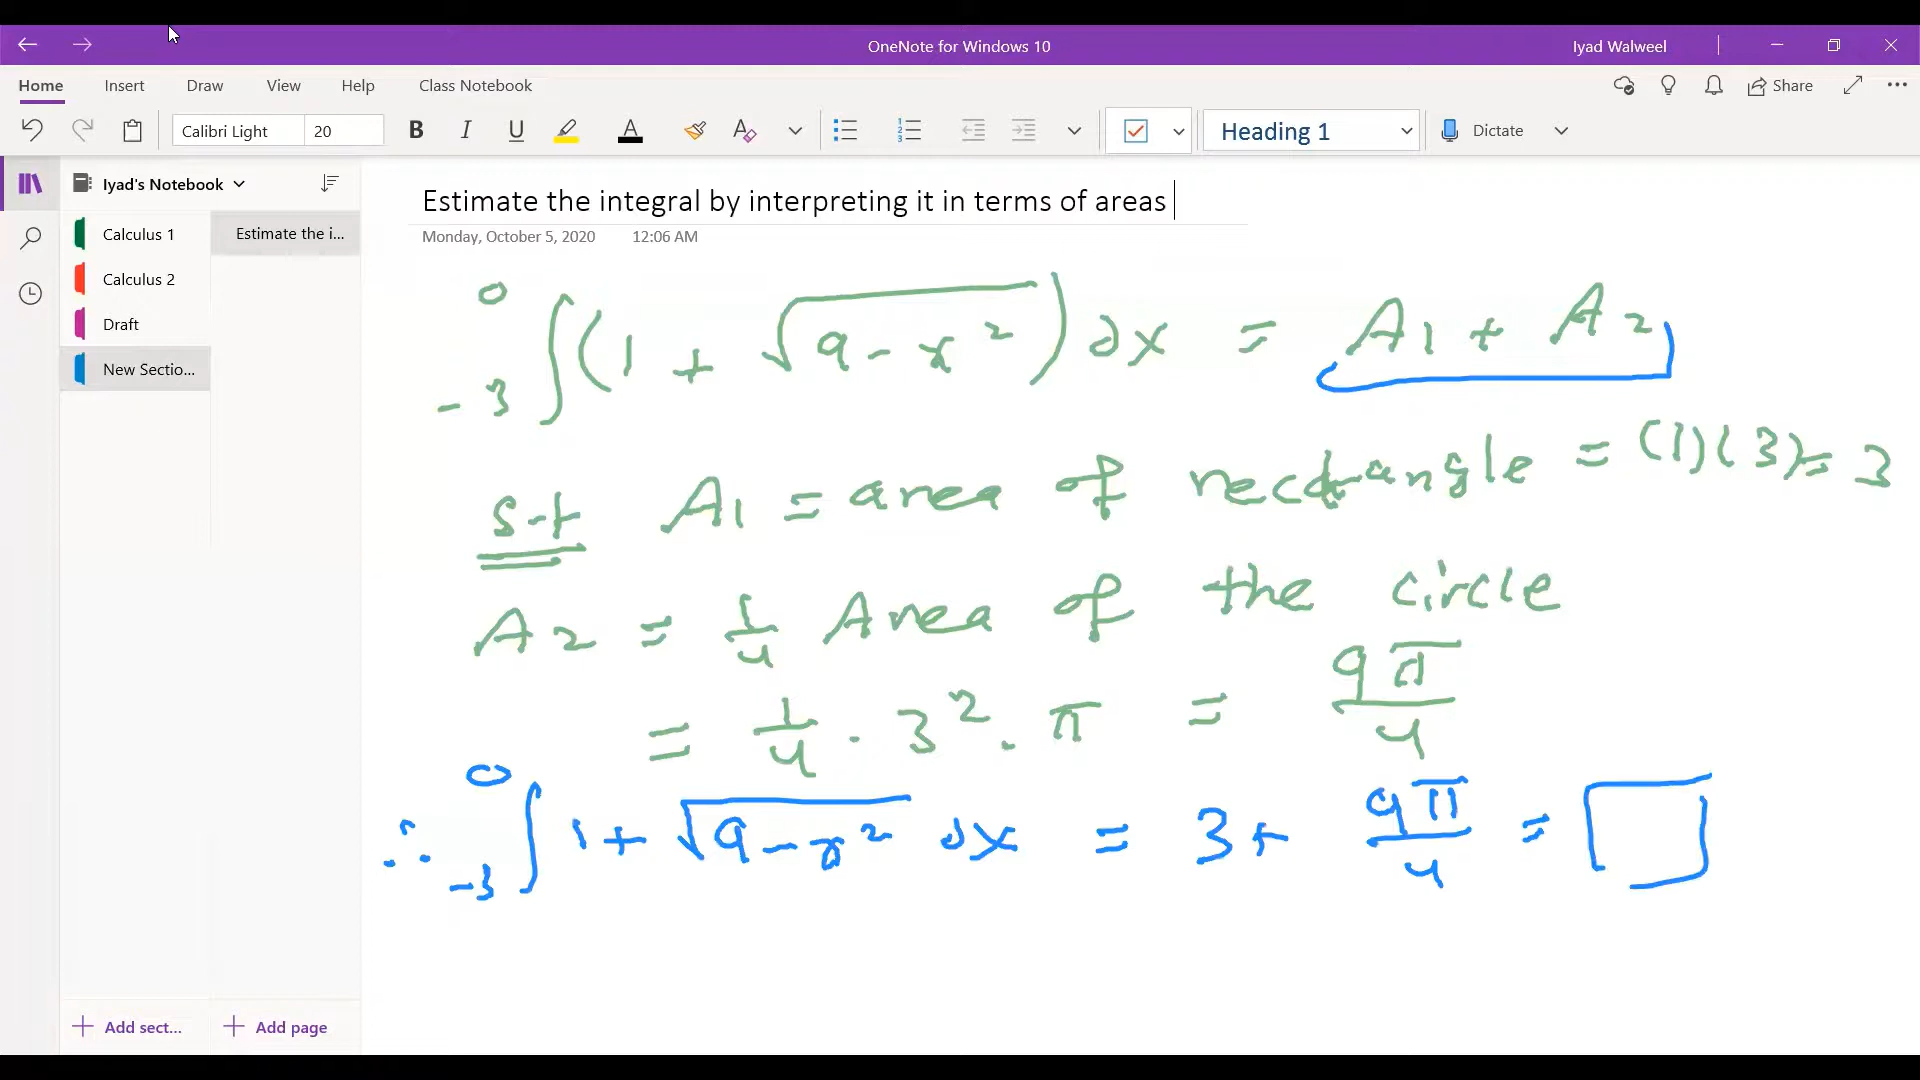 OneNote for Windows 10
Iyad Walweel
Home Insert Draw View Help Class Notebook
Share
Calibri Light 20 B I U A A Heading 1 Dictate
Iyad's Notebook
Calculus 1
Calculus 2
Draft
New Sectio...
Estimate the i...
Estimate the integral by interpreting it in terms of areas
Monday, October 5, 2020 12:06 AM
∫_{-3}^{0} (1 + √(9 - x²)) dx = A1 + A2
s.t A1 = area of rectangle = (1)(3) = 3
A2 = 1/4 Area of the circle
= 1/4 · 3² · π = 9π/4
∴ ∫_{-3}^{0} 1 + √(9 - x²) dx = 3 + 9π/4 =
+ Add sect...
+ Add page